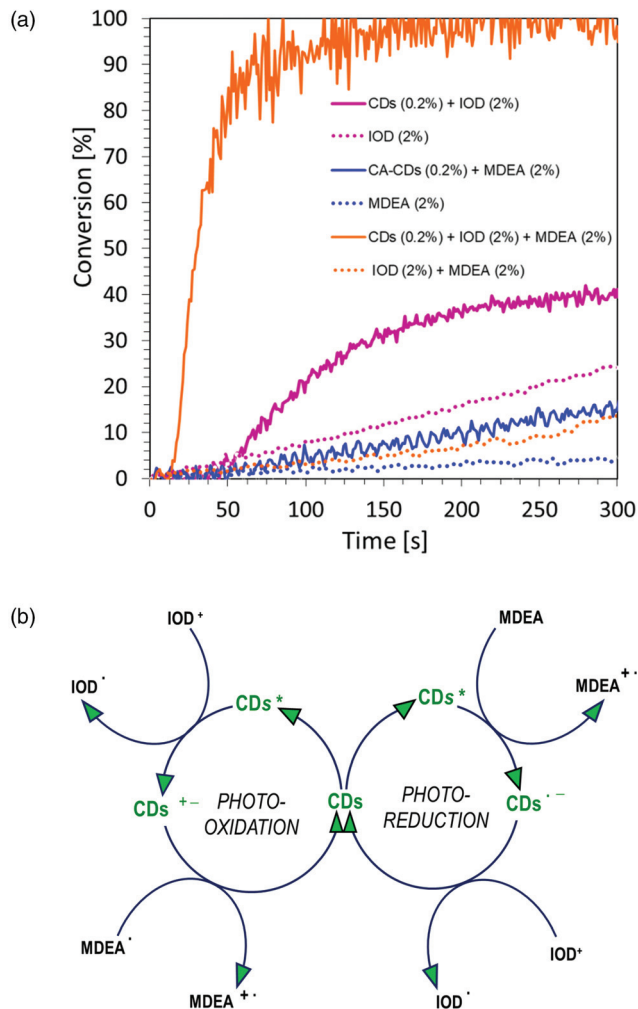 (a)
Conversion [%]
100
90
80
70
60
50
40
30
20
10
0
CDs (0.2%) + IOD (2%)
IOD (2%)
CA-CDs (0.2%) + MDEA (2%)
MDEA (2%)
CDs (0.2%) + IOD (2%) + MDEA (2%)
IOD (2%) + MDEA (2%)
0 50 100 150 200 250 300
Time [s]
(b)
IOD⁺ MDEA
IOD˙ CDs* CDs* MDEA⁺˙
CDs⁺⁻ PHOTO- CDs PHOTO- CDs˙⁻
OXIDATION REDUCTION
MDEA˙ IOD⁺
MDEA⁺˙ IOD˙